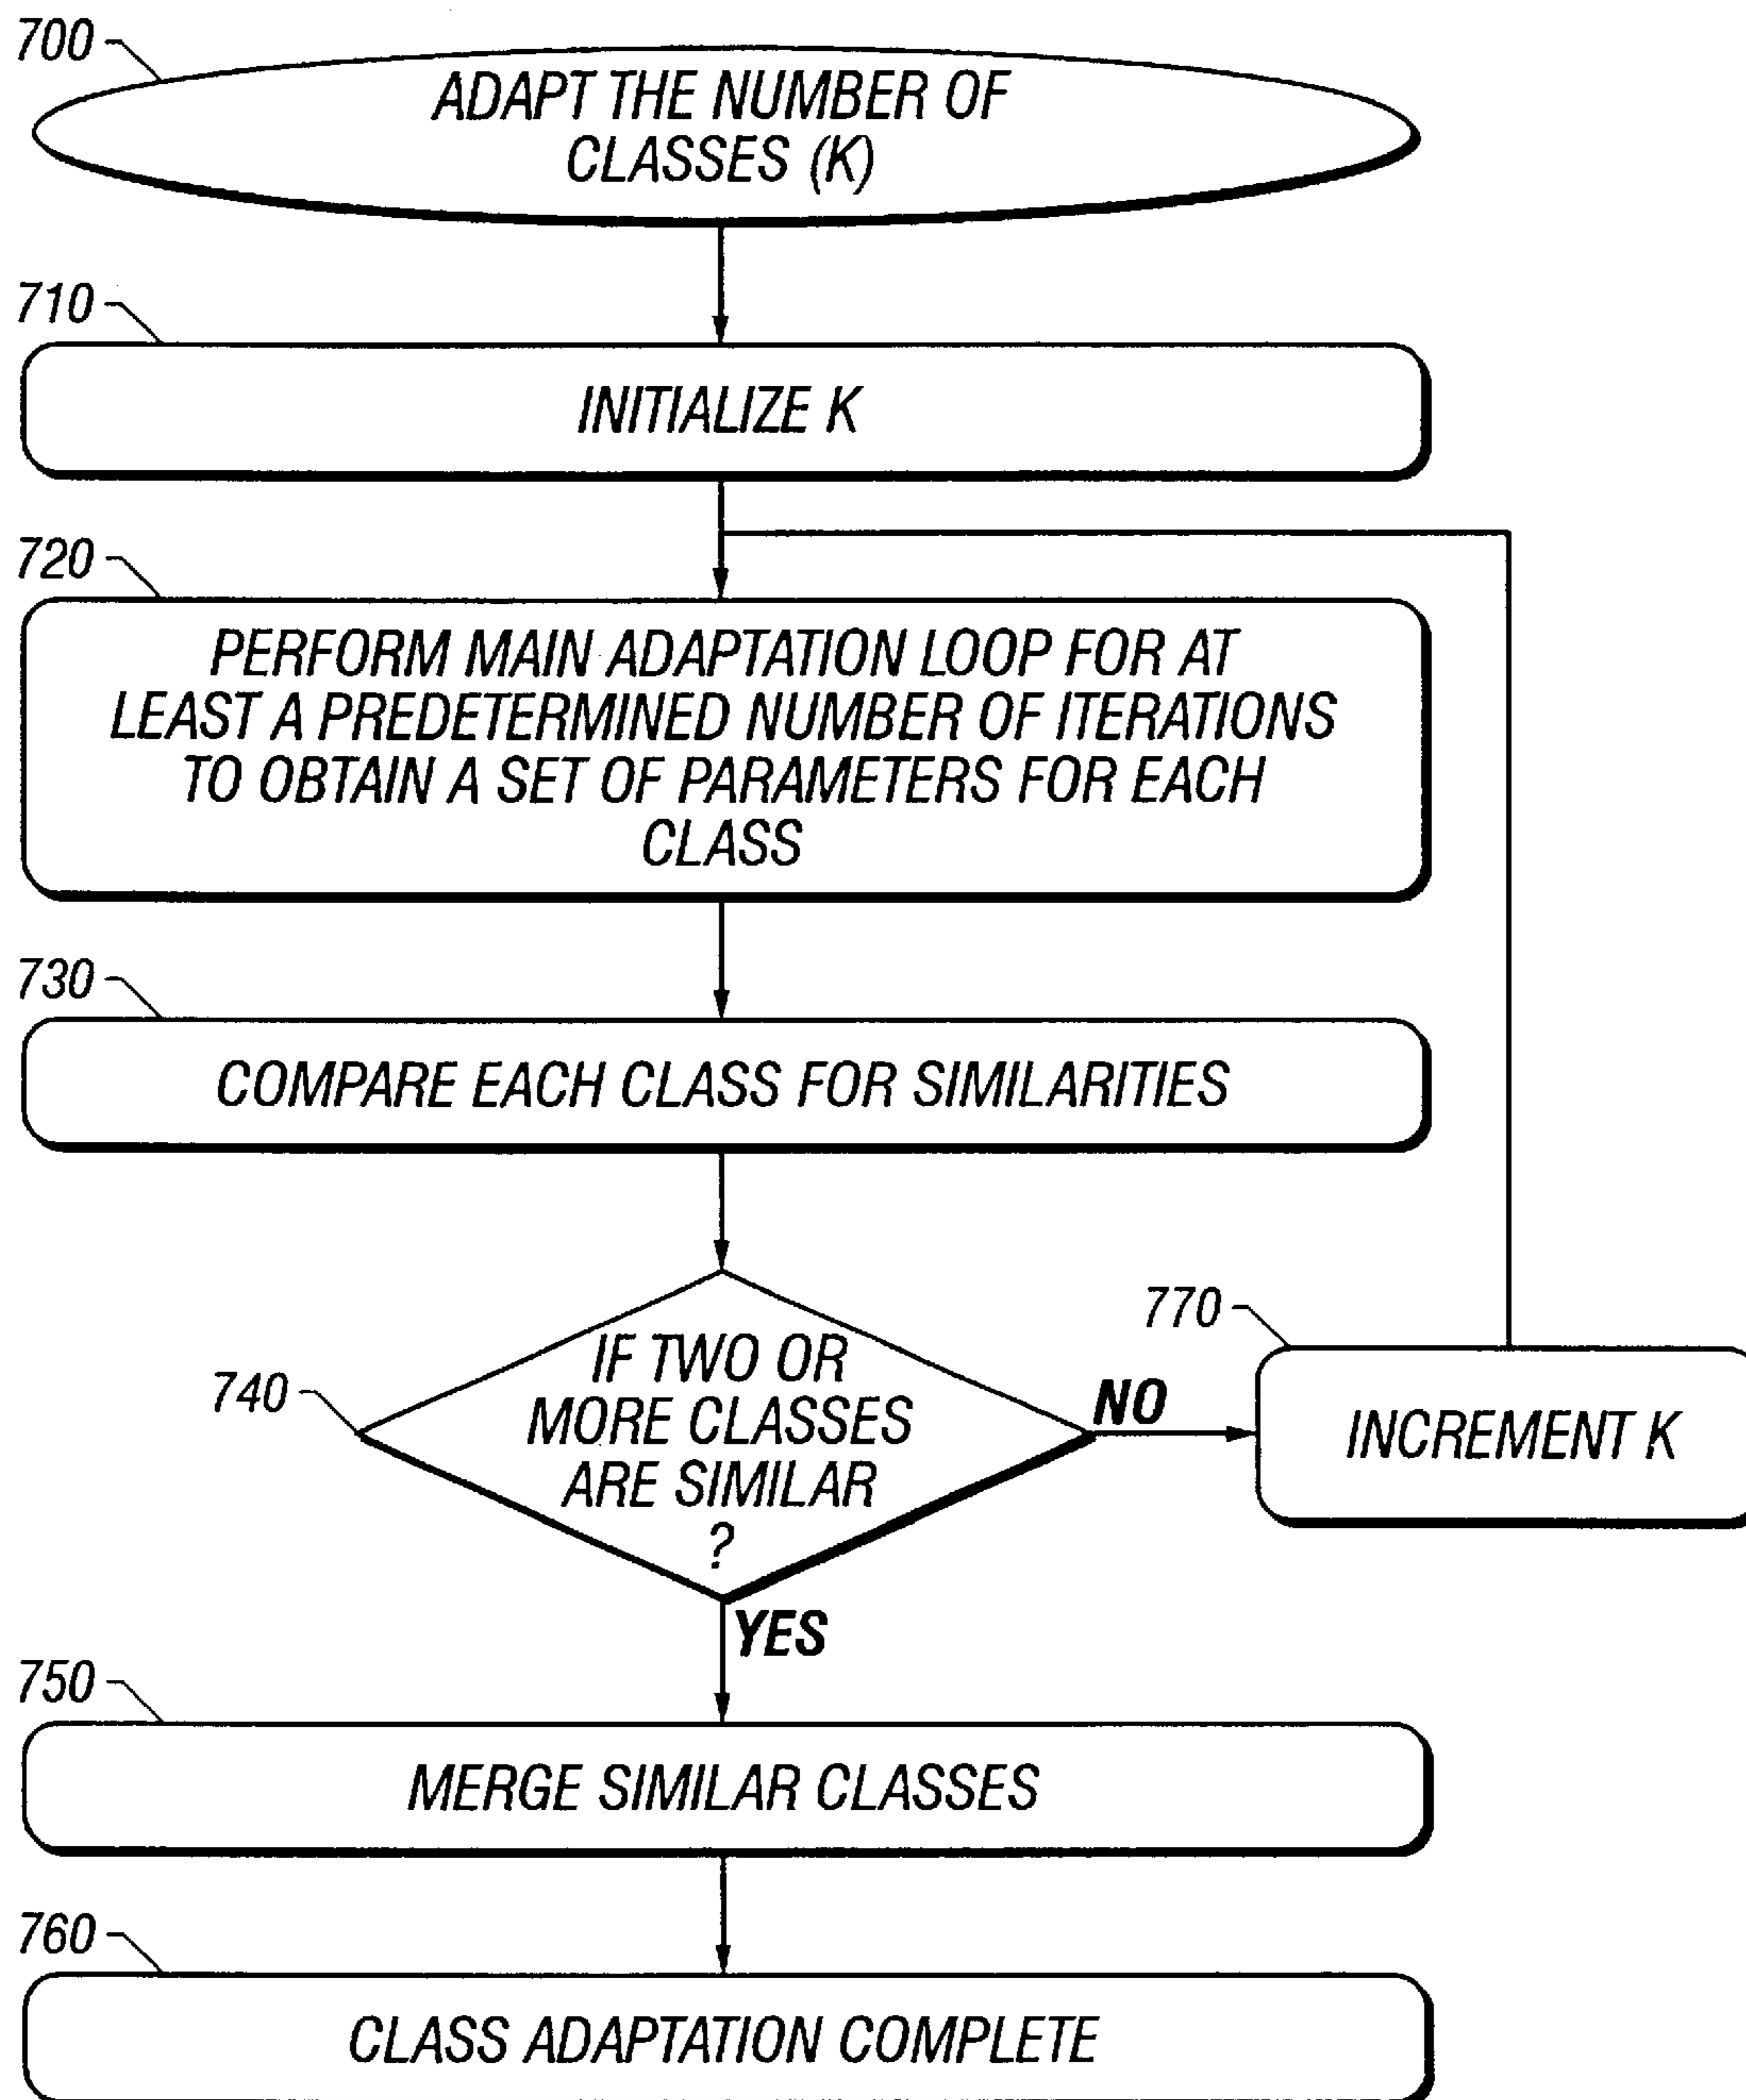 700
ADAPT THE NUMBER OF
CLASSES (K)
710
INITIALIZE K
720
PERFORM MAIN ADAPTATION LOOP FOR AT
LEAST A PREDETERMINED NUMBER OF ITERATIONS
TO OBTAIN A SET OF PARAMETERS FOR EACH
CLASS
730
COMPARE EACH CLASS FOR SIMILARITIES
740
IF TWO OR
MORE CLASSES
ARE SIMILAR
?
NO
770
INCREMENT K
YES
750
MERGE SIMILAR CLASSES
760
CLASS ADAPTATION COMPLETE